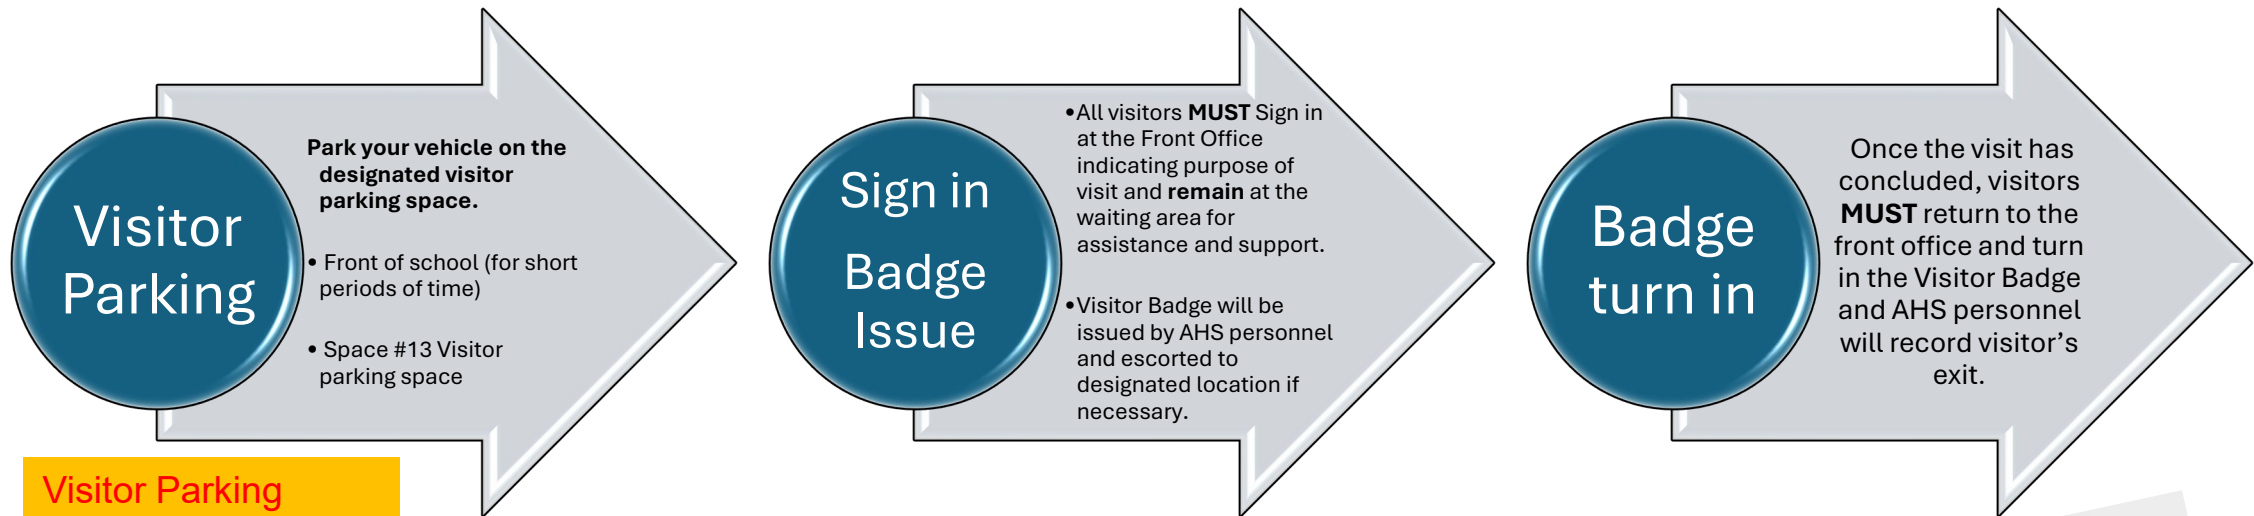 Visitor
Parking
Park your vehicle on the
designated visitor
parking space.
• Front of school (for short
periods of time)
• Space #13 Visitor
parking space
Sign in
Badge
Issue
•All visitors MUST Sign in
at the Front Office
indicating purpose of
visit and remain at the
waiting area for
assistance and support.
•Visitor Badge will be
issued by AHS personnel
and escorted to
designated location if
necessary.
Badge
turn in
Once the visit has
concluded, visitors
MUST return to the
front office and turn
in the Visitor Badge
and AHS personnel
will record visitor’s
exit.
Visitor Parking